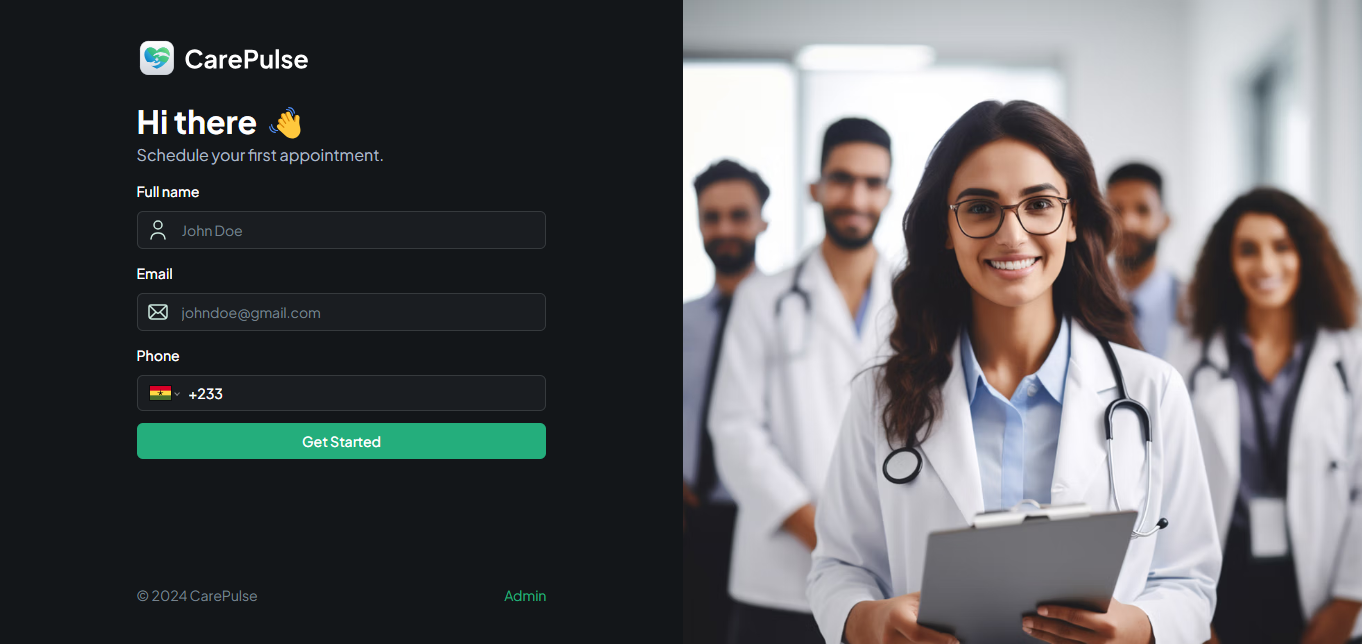 CarePulse
Hi there 👋
Schedule your first appointment.
Full name
John Doe
Email
johndoe@gmail.com
Phone
+233
Get Started
© 2024 CarePulse
Admin